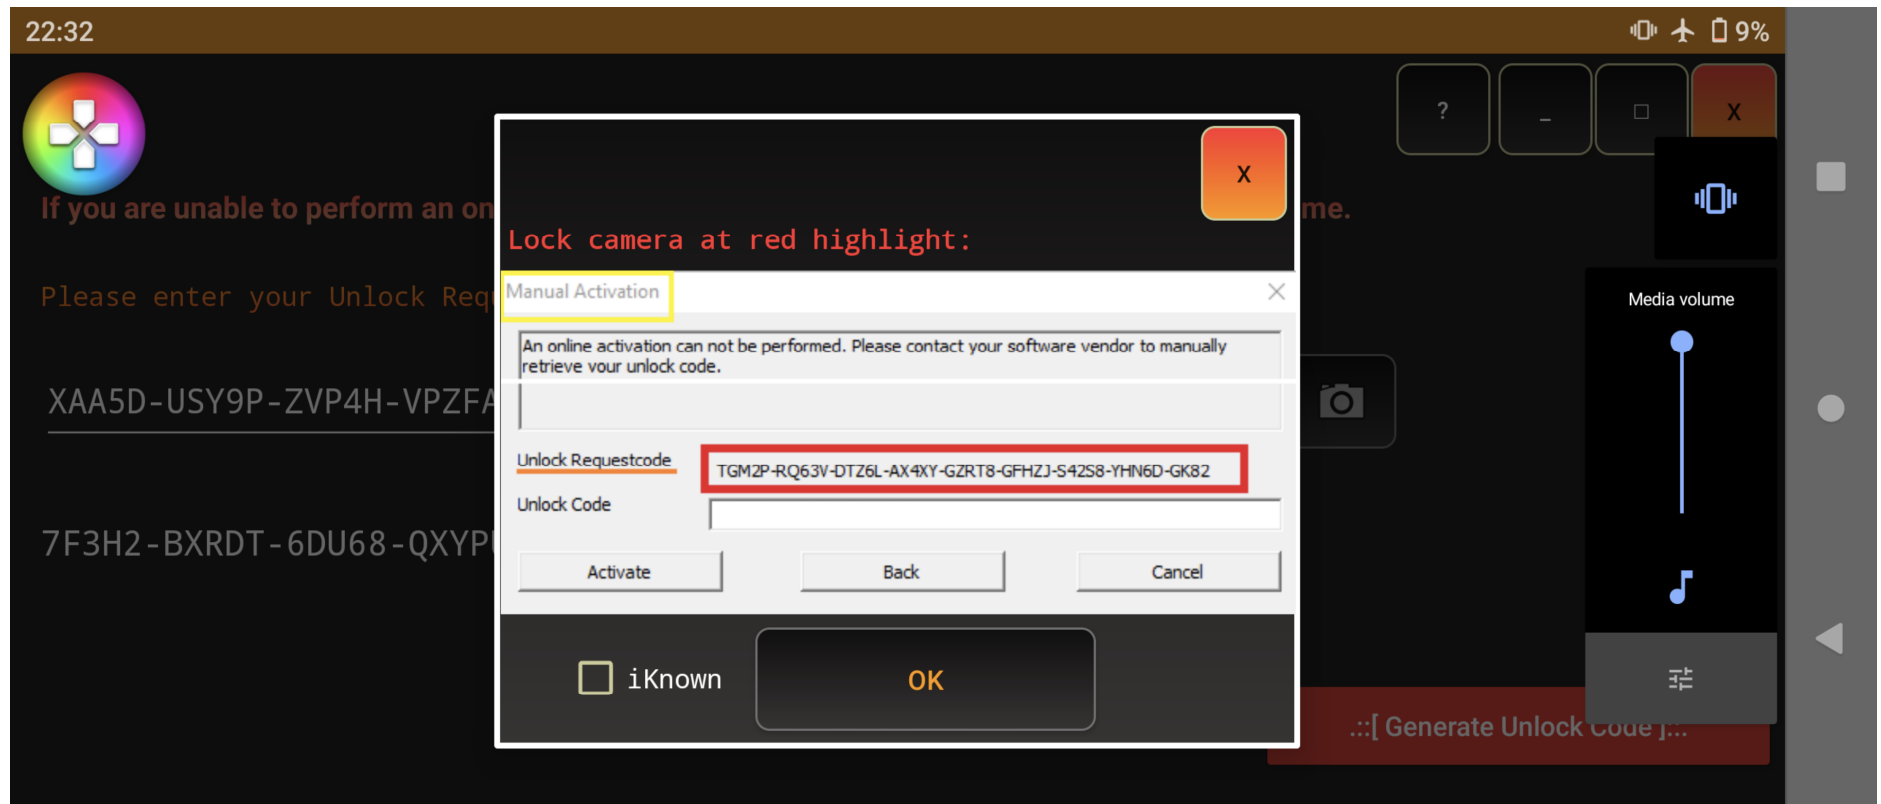 22:32
9%
?
_
□
X
X
If you are unable to perform an on
me.
Lock camera at red highlight:
Please enter your Unlock Req
Manual Activation
Media volume
An online activation can not be performed. Please contact your software vendor to manually
retrieve your unlock code.
XAA5D-USY9P-ZVP4H-VPZFA
Unlock Requestcode
TGM2P-RQ63V-DTZ6L-AX4XY-GZRT8-GFHZJ-S42S8-YHN6D-GK82
Unlock Code
7F3H2-BXRDT-6DU68-QXYP
Activate
Back
Cancel
iKnown
OK
.::[ Generate Unlock Code ]:..